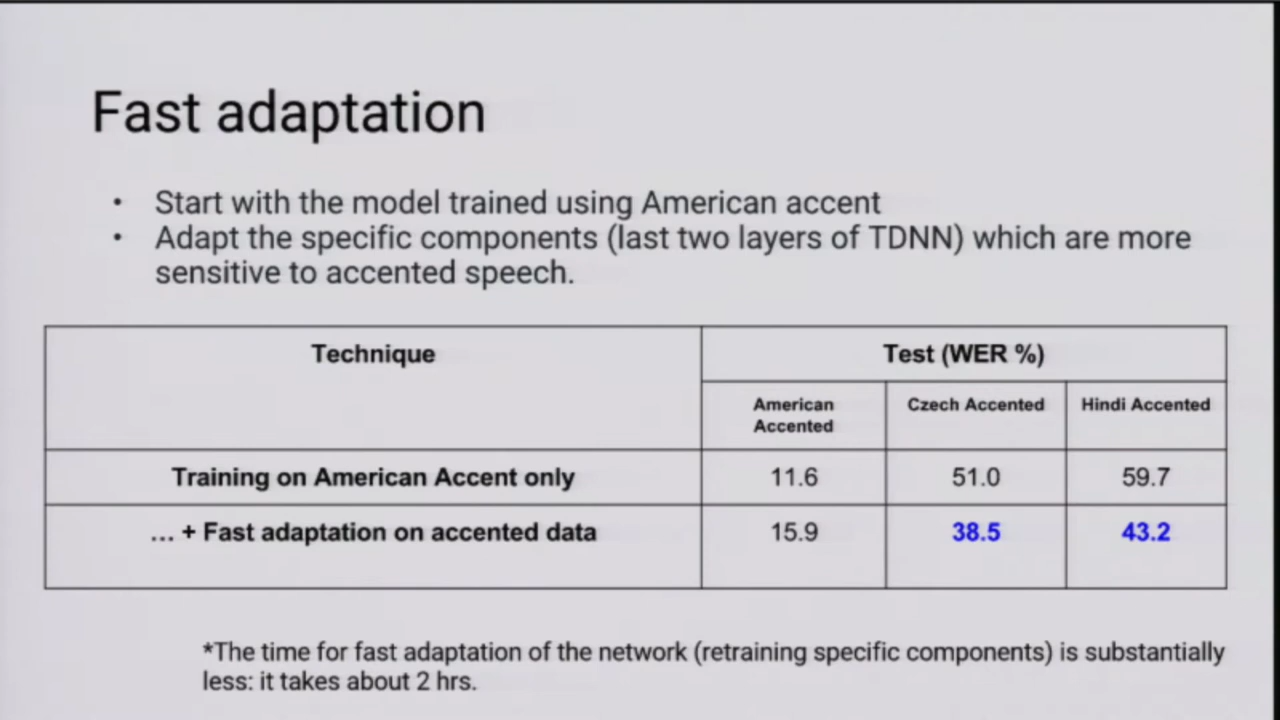 Fast adaptation
• Start with the model trained using American accent
• Adapt the specific components (last two layers of TDNN) which are more
sensitive to accented speech.
Technique
Test (WER %)
American
Accented
Czech Accented
Hindi Accented
Training on American Accent only
11.6
51.0
59.7
... + Fast adaptation on accented data
15.9
38.5
43.2
*The time for fast adaptation of the network (retraining specific components) is substantially
less: it takes about 2 hrs.